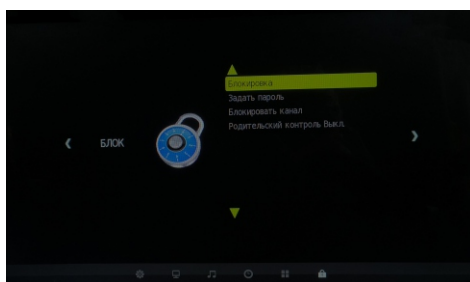 Блокировка
Задать пароль
Блокировать канал
Родительский контроль Выкл.
БЛОК